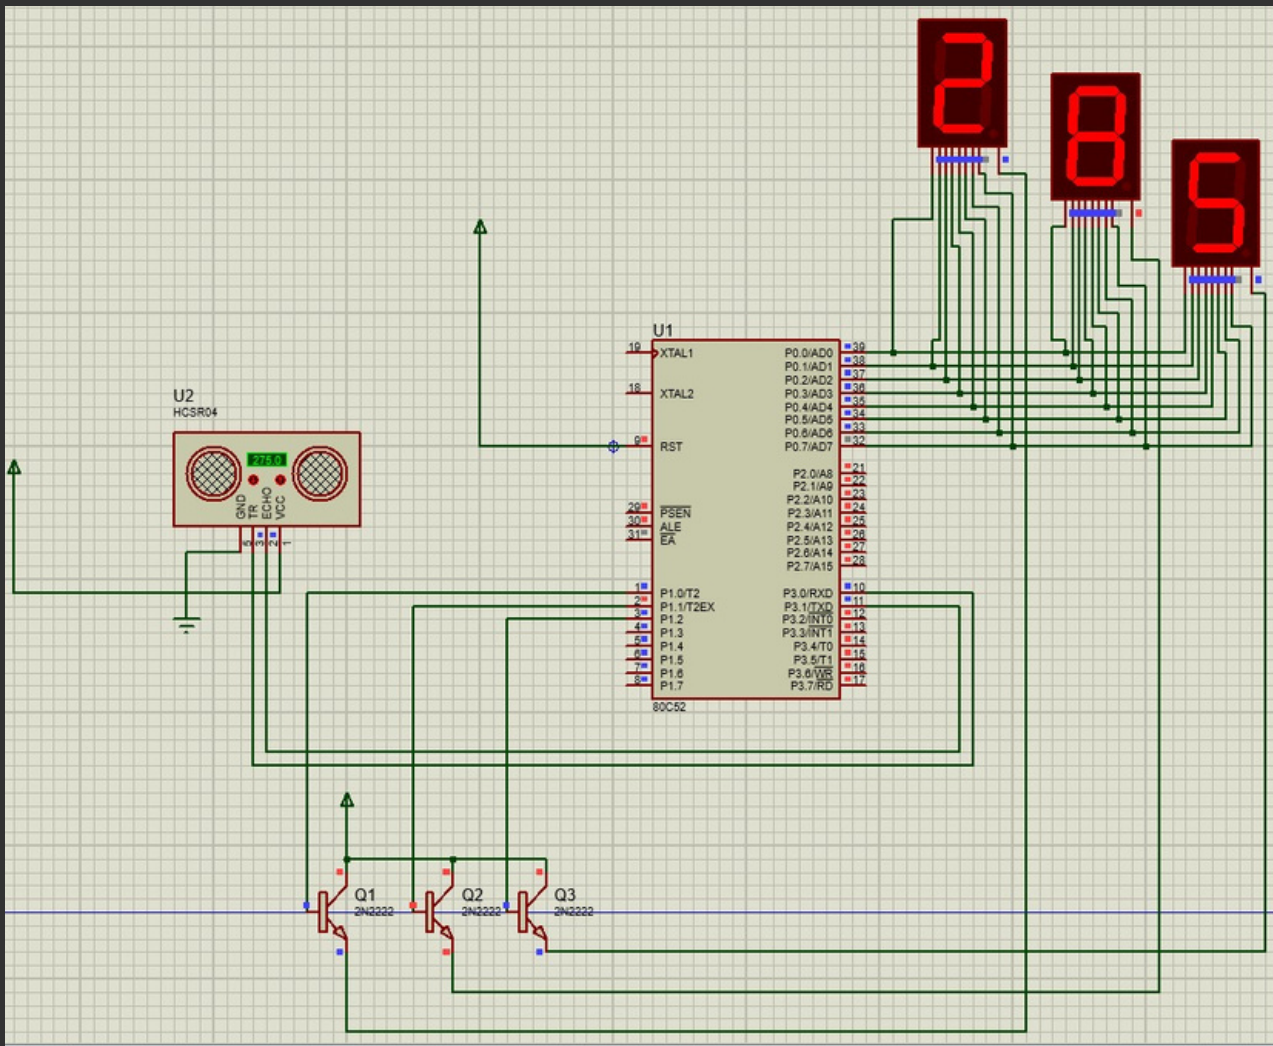 2
8
5
U1
19
XTAL1
18
XTAL2
9
RST
29
PSEN
30
ALE
31
EA
1
P1.0/T2
2
P1.1/T2EX
3
P1.2
4
P1.3
5
P1.4
6
P1.5
7
P1.6
8
P1.7
P0.0/AD0
39
P0.1/AD1
38
P0.2/AD2
37
P0.3/AD3
36
P0.4/AD4
35
P0.5/AD5
34
P0.6/AD6
33
P0.7/AD7
32
P2.0/A8
21
P2.1/A9
22
P2.2/A10
23
P2.3/A11
24
P2.4/A12
25
P2.5/A13
26
P2.6/A14
27
P2.7/A15
28
P3.0/RXD
10
P3.1/TXD
11
P3.2/INT0
12
P3.3/INT1
13
P3.4/T0
14
P3.5/T1
15
P3.6/WR
16
P3.7/RD
17
80C52
U2
HCSR04
275.0
GND
TR
ECHO
VCC
5
3
2
1
Q1
2N2222
Q2
2N2222
Q3
2N2222